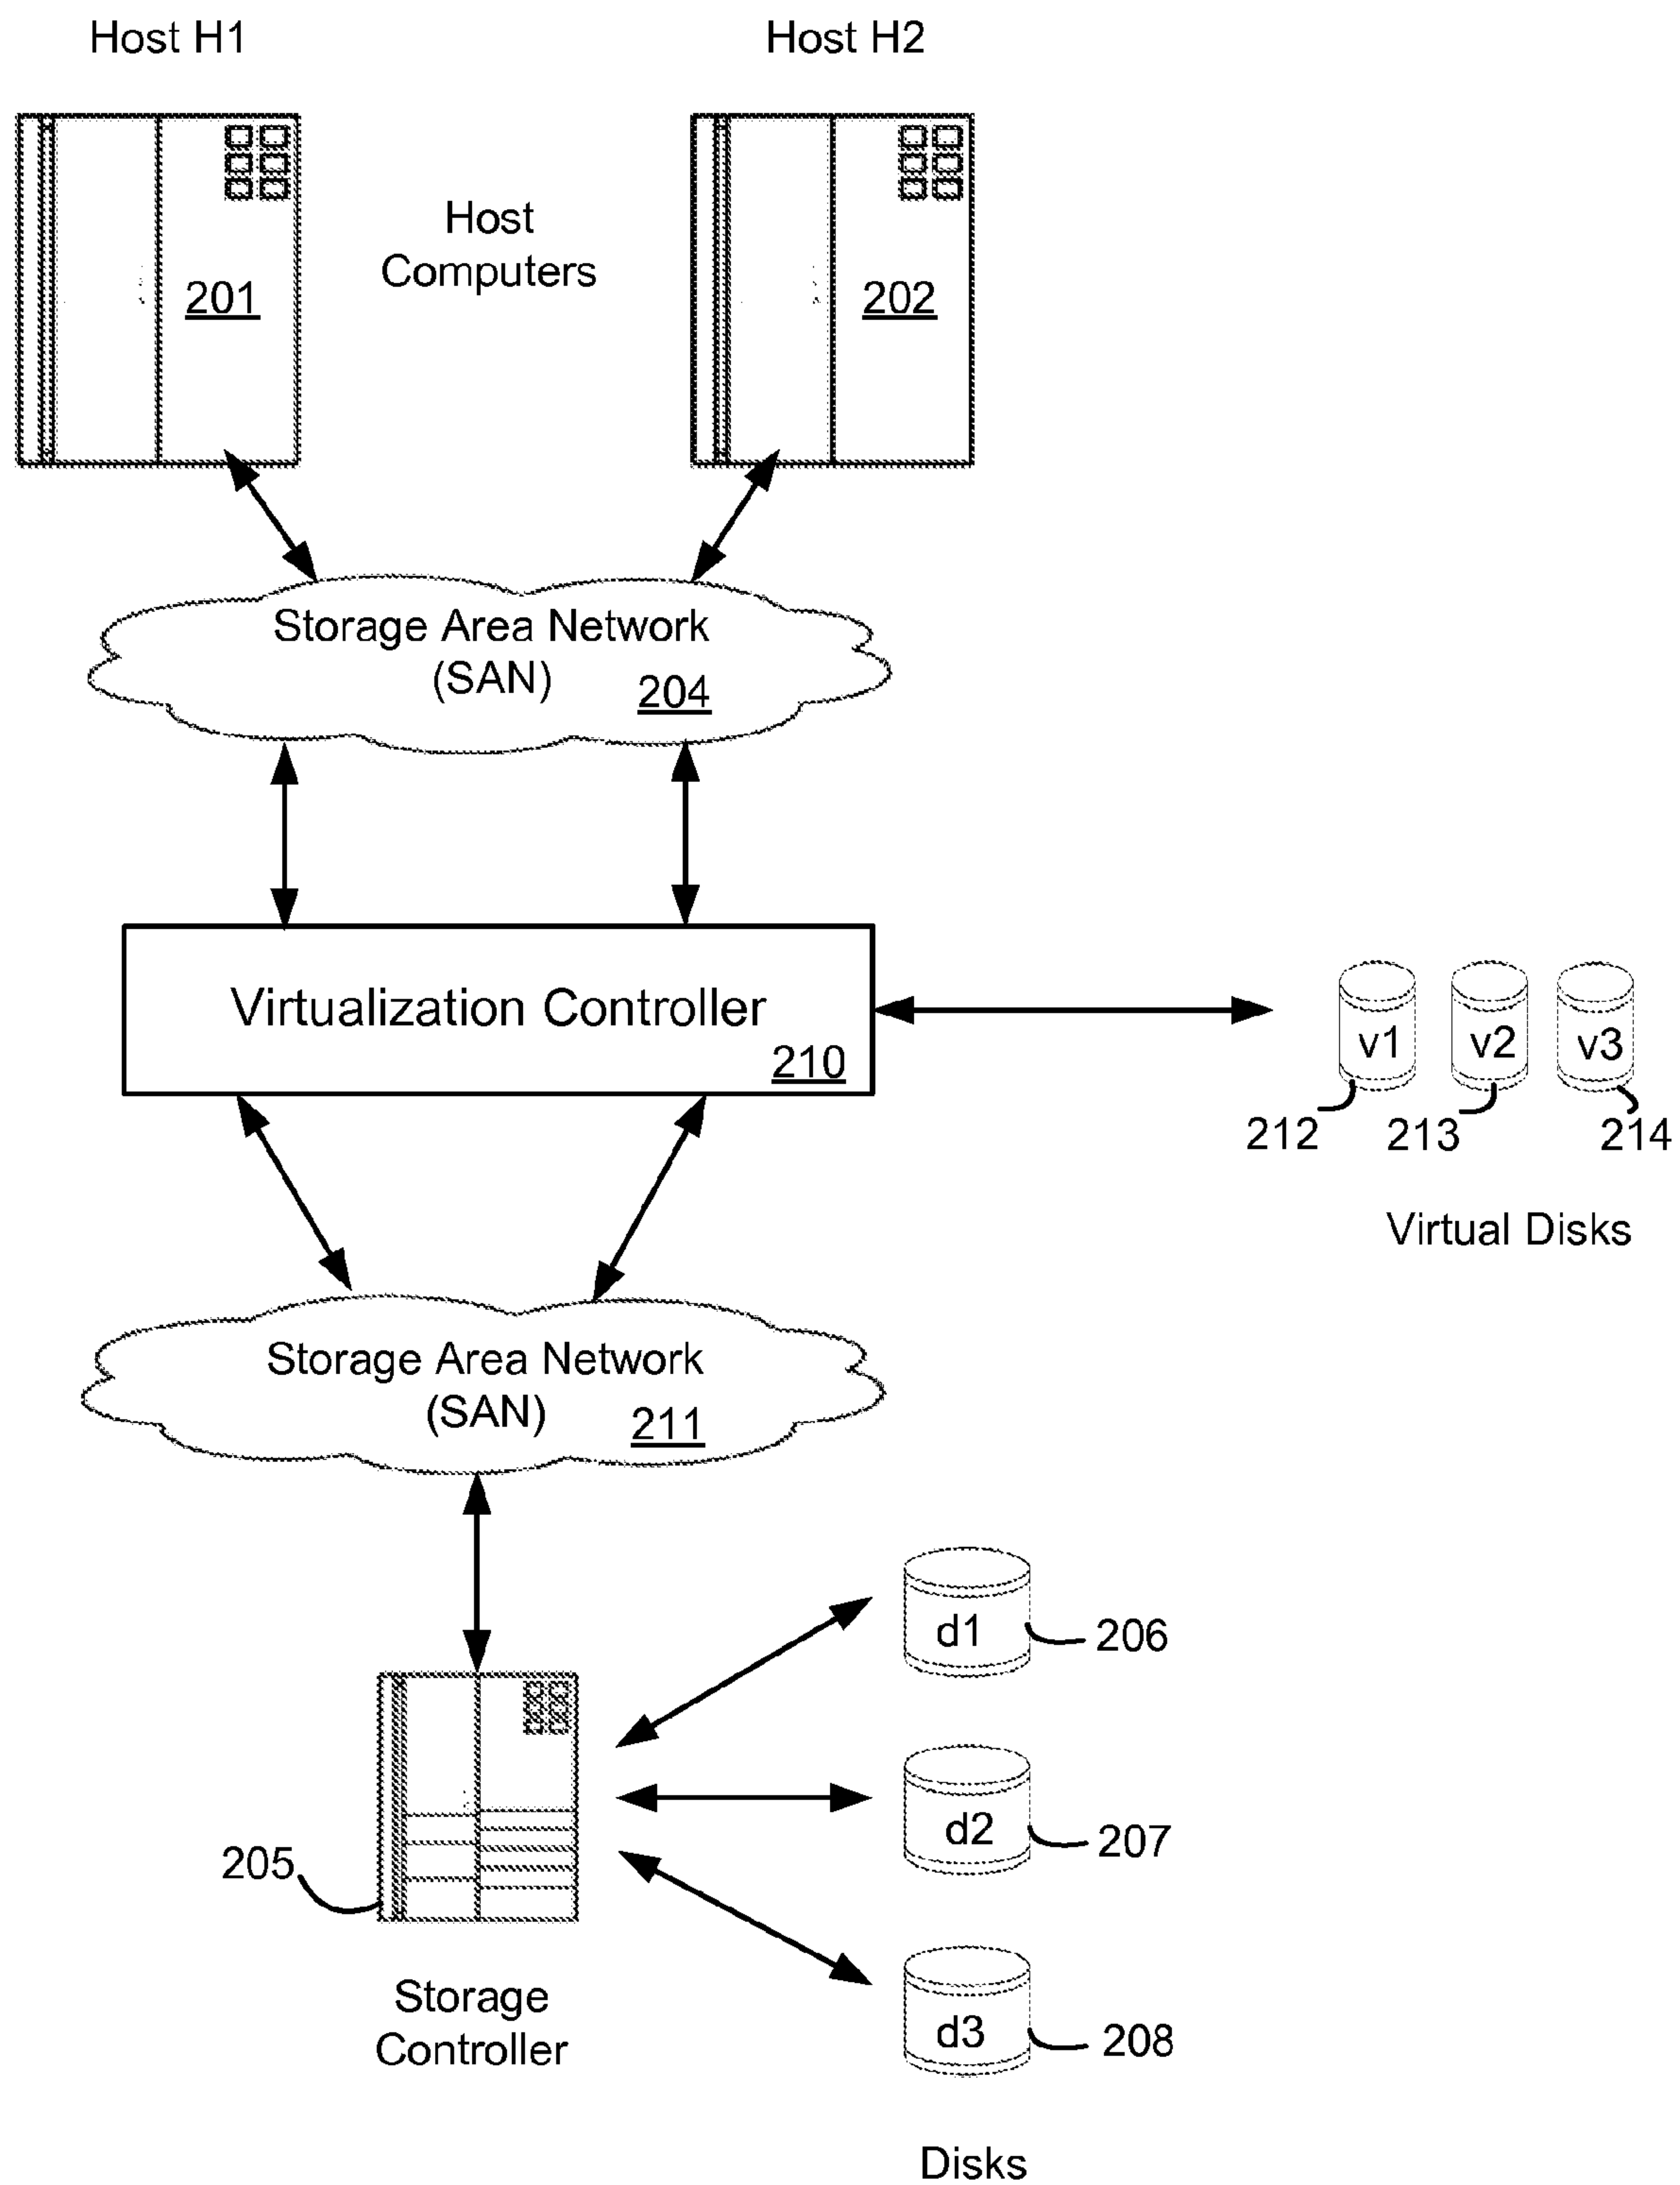 Host H1
Host H2
Host
Computers
201
202
Storage Area Network
(SAN)
204
Virtualization Controller
210
v1
v2
v3
212
213
214
Virtual Disks
Storage Area Network
(SAN)
211
d1
206
d2
207
205
d3
208
Storage
Controller
Disks